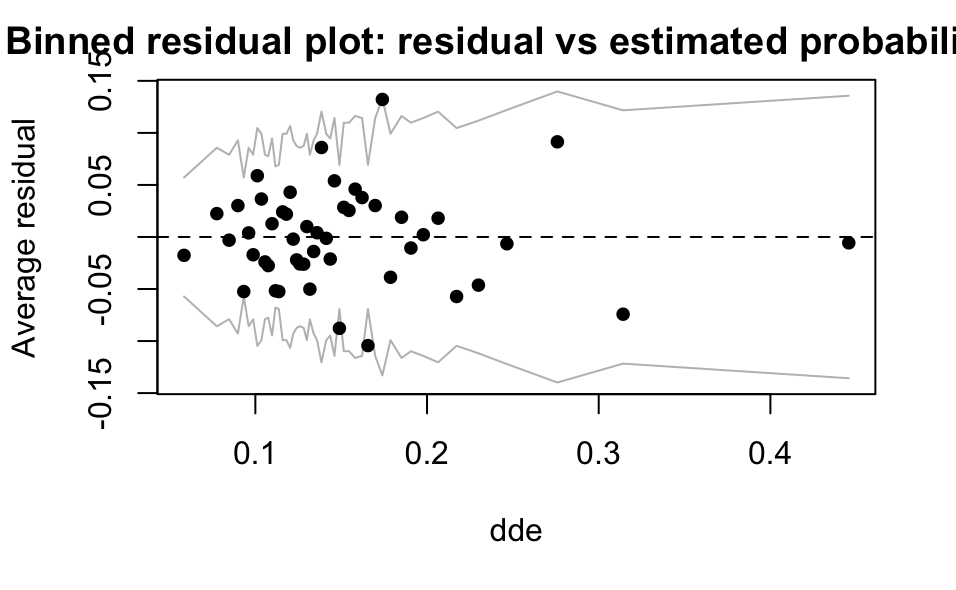 Binned residual plot: residual vs estimated probabili
Average residual
0.15
0.05
-0.05
-0.15
0.1 0.2 0.3 0.4
dde